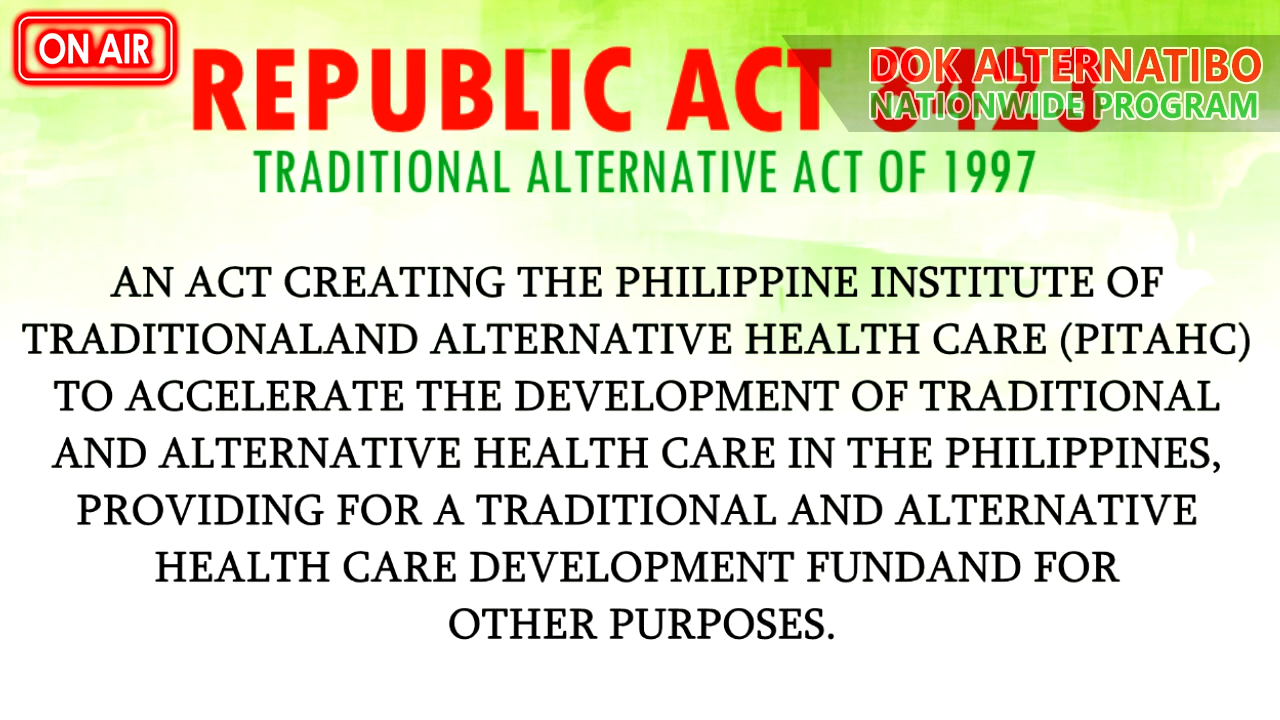 ON AIR
REPUBLIC ACT 8423
DOK ALTERNATIBO
NATIONWIDE PROGRAM
TRADITIONAL ALTERNATIVE ACT OF 1997
AN ACT CREATING THE PHILIPPINE INSTITUTE OF
TRADITIONALAND ALTERNATIVE HEALTH CARE (PITAHC)
TO ACCELERATE THE DEVELOPMENT OF TRADITIONAL
AND ALTERNATIVE HEALTH CARE IN THE PHILIPPINES,
PROVIDING FOR A TRADITIONAL AND ALTERNATIVE
HEALTH CARE DEVELOPMENT FUNDAND FOR
OTHER PURPOSES.